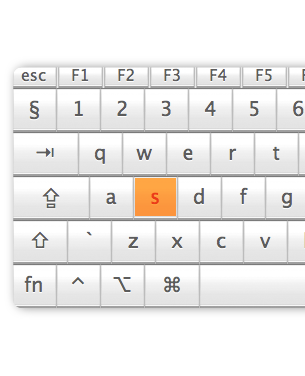 esc F1 F2 F3 F4 F5 F
§ 1 2 3 4 5 6
⇥ q w e r t
⇪ a s d f g
⇧ ` z x c v
fn ^ ⌥ ⌘